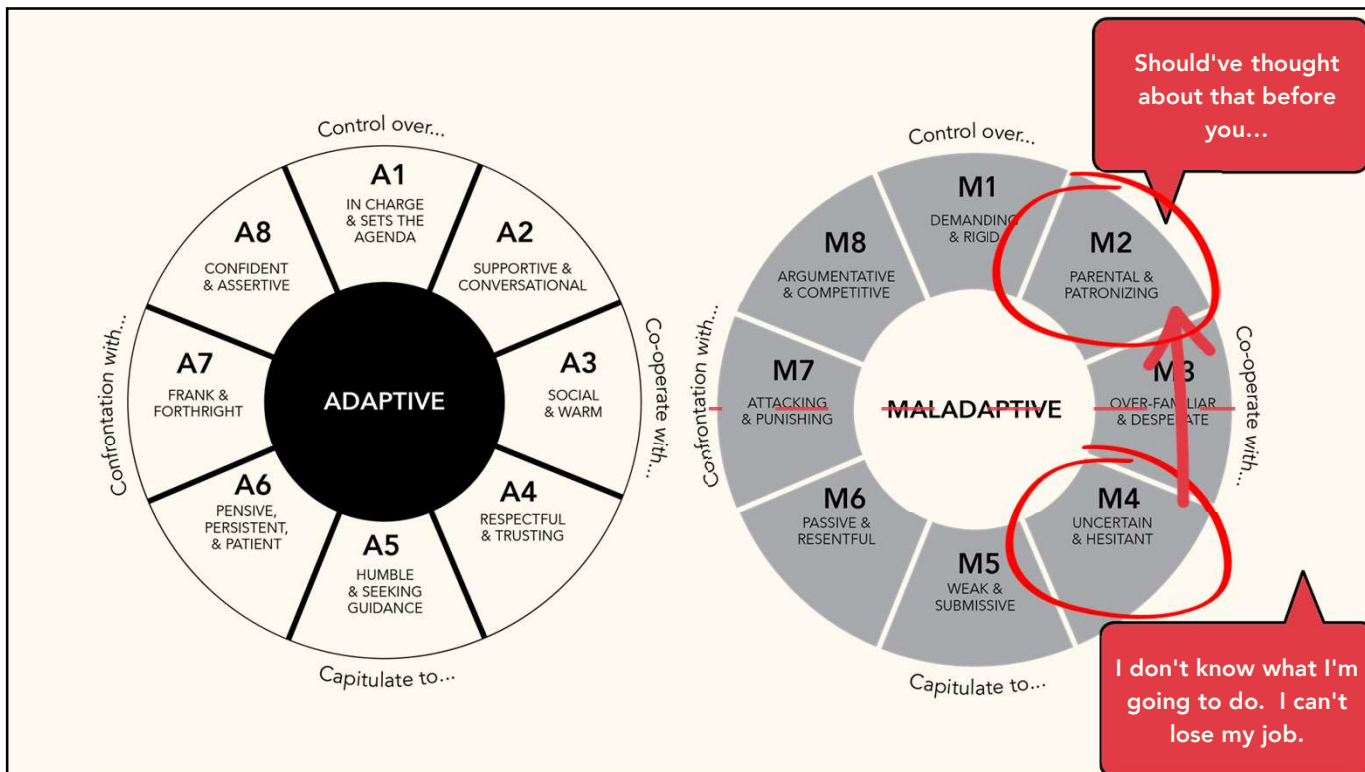 Should've thought
about that before
you…
Control over...
A1
IN CHARGE
& SETS THE
AGENDA
A2
SUPPORTIVE &
CONVERSATIONAL
A3
SOCIAL
& WARM
A4
RESPECTFUL
& TRUSTING
A5
HUMBLE
& SEEKING
GUIDANCE
A6
PENSIVE,
PERSISTENT,
& PATIENT
A7
FRANK &
FORTHRIGHT
A8
CONFIDENT
& ASSERTIVE
ADAPTIVE
Confrontation with...
Co-operate with...
Capitulate to...
Control over...
M1
DEMANDING
& RIGID
M2
PARENTAL &
PATRONIZING
M3
OVER-FAMILIAR
& DESPERATE
M4
UNCERTAIN
& HESITANT
M5
WEAK &
SUBMISSIVE
M6
PASSIVE &
RESENTFUL
M7
ATTACKING
& PUNISHING
M8
ARGUMENTATIVE
& COMPETITIVE
MALADAPTIVE
Confrontation with...
Co-operate with...
Capitulate to...
I don't know what I'm
going to do. I can't
lose my job.